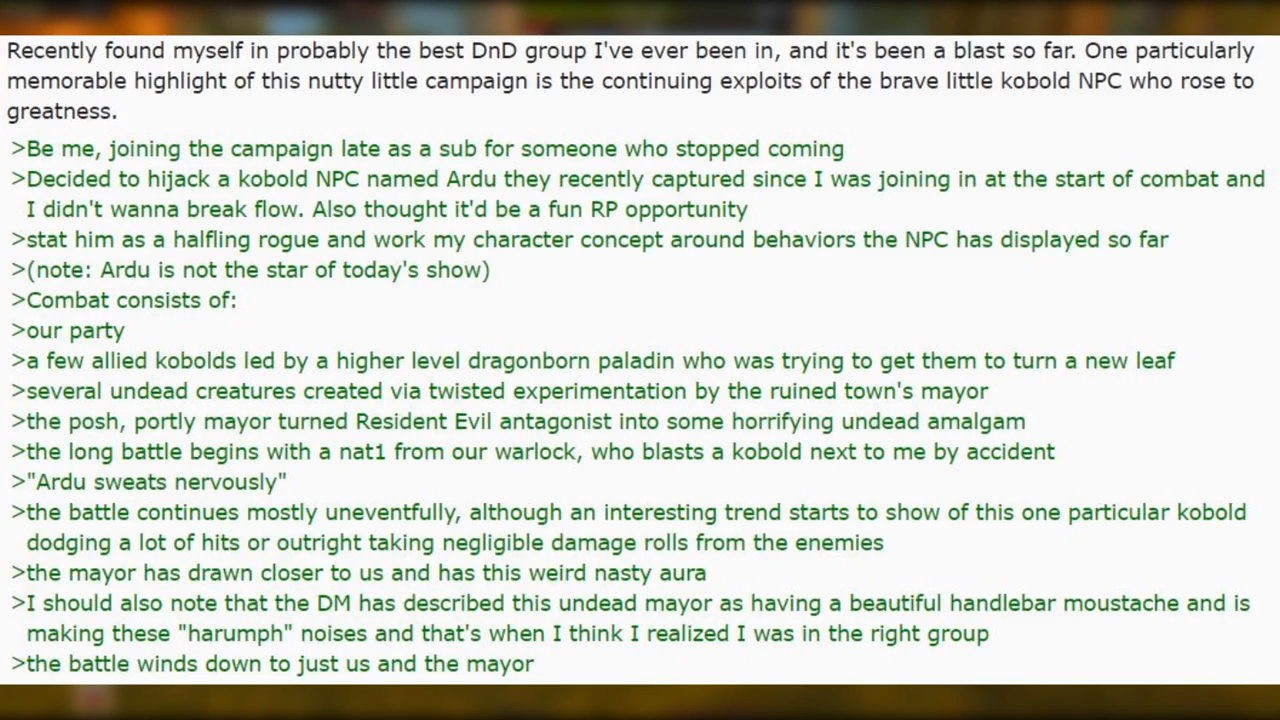 Recently found myself in probably the best DnD group I've ever been in, and it's been a blast so far. One particularly
memorable highlight of this nutty little campaign is the continuing exploits of the brave little kobold NPC who rose to
greatness.
>Be me, joining the campaign late as a sub for someone who stopped coming
>Decided to hijack a kobold NPC named Ardu they recently captured since I was joining in at the start of combat and
I didn't wanna break flow. Also thought it'd be a fun RP opportunity
>stat him as a halfling rogue and work my character concept around behaviors the NPC has displayed so far
>(note: Ardu is not the star of today's show)
>Combat consists of:
>our party
>a few allied kobolds led by a higher level dragonborn paladin who was trying to get them to turn a new leaf
>several undead creatures created via twisted experimentation by the ruined town's mayor
>the posh, portly mayor turned Resident Evil antagonist into some horrifying undead amalgam
>the long battle begins with a nat1 from our warlock, who blasts a kobold next to me by accident
>"Ardu sweats nervously"
>the battle continues mostly uneventfully, although an interesting trend starts to show of this one particular kobold
dodging a lot of hits or outright taking negligible damage rolls from the enemies
>the mayor has drawn closer to us and has this weird nasty aura
>I should also note that the DM has described this undead mayor as having a beautiful handlebar moustache and is
making these "harumph" noises and that's when I think I realized I was in the right group
>the battle winds down to just us and the mayor